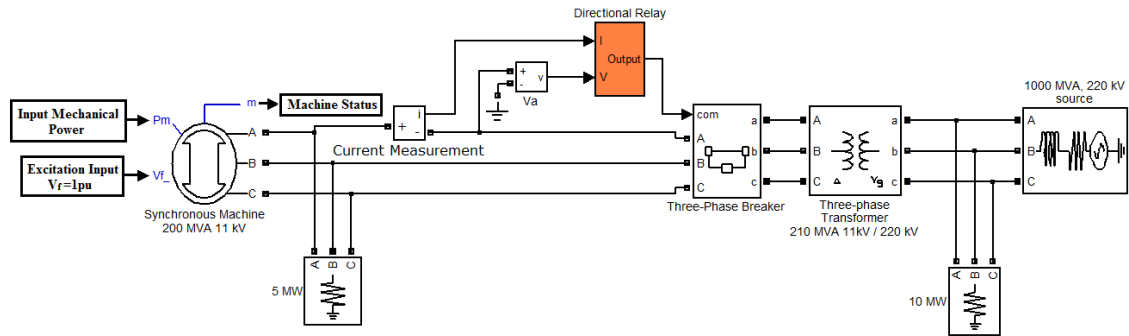 Directional Relay
I
Output
V
+
-
v
Va
i
+
-
Current Measurement
Input Mechanical
Power
Excitation Input
Vf=1pu
Pm
Vf_
m
Machine Status
A
B
C
Synchronous Machine
200 MVA 11 kV
A
B
C
5 MW
com
A
B
C
a
b
c
Three-Phase Breaker
A
B
C
a
b
c
Δ
Yg
Three-phase
Transformer
210 MVA 11kV / 220 kV
1000 MVA, 220 kV
source
A
B
C
A
B
C
10 MW